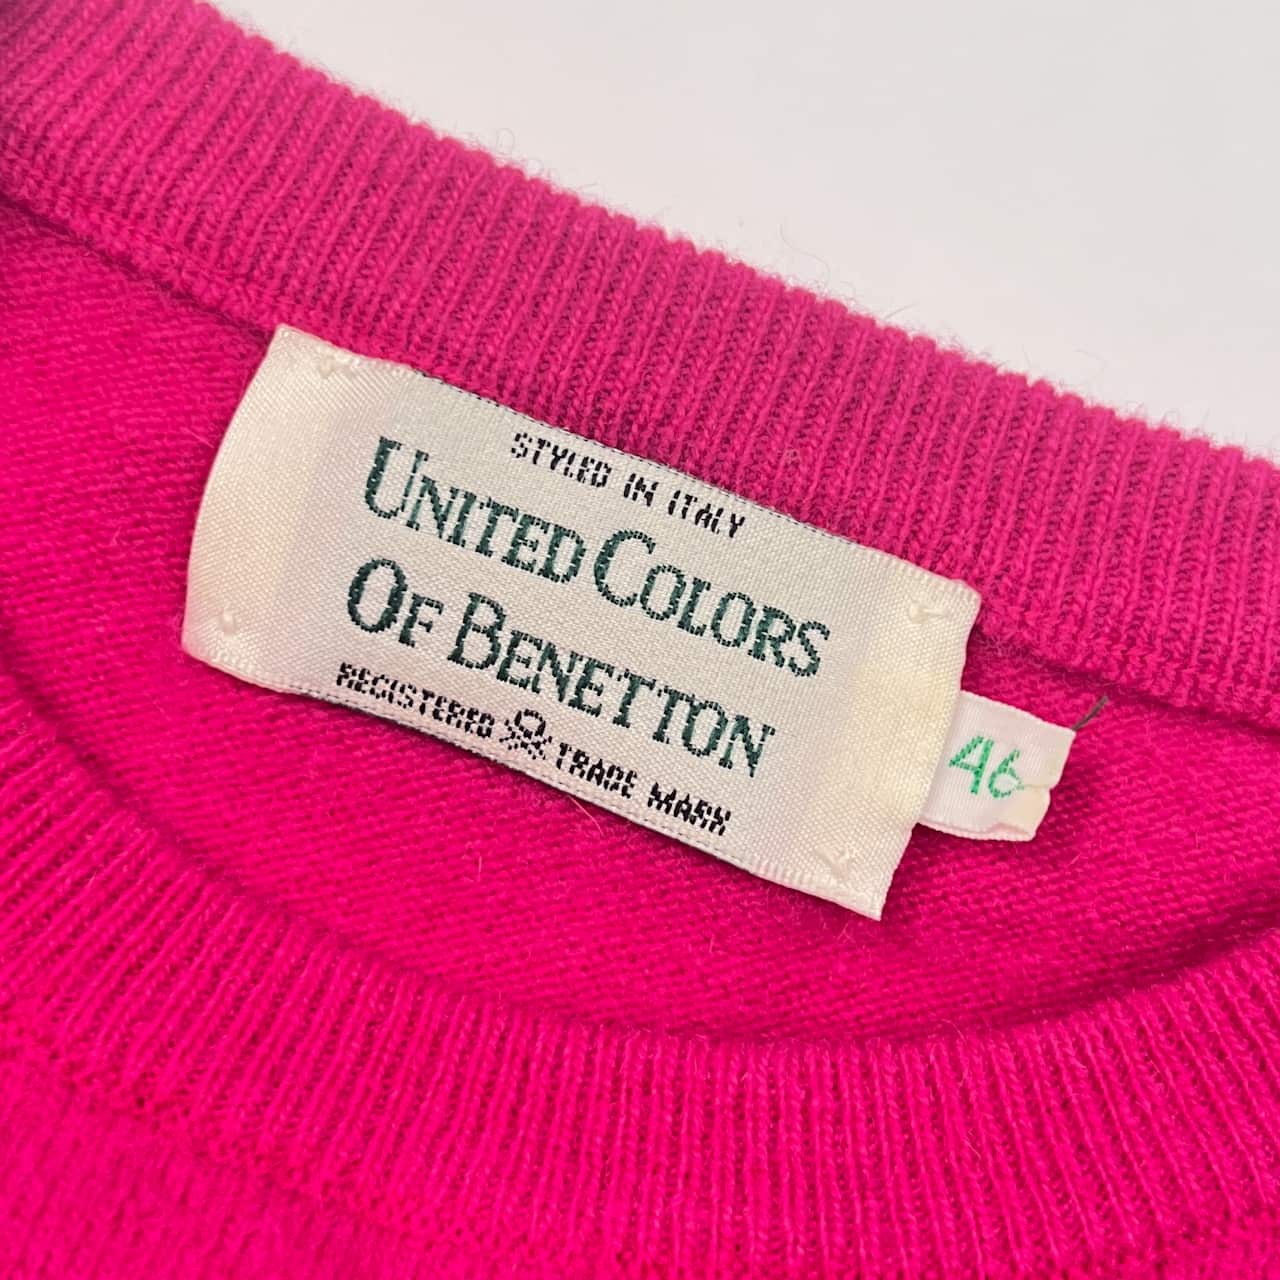 STYLED IN ITALY
UNITED COLORS
OF BENETTON
REGISTERED TRADE MARK
46